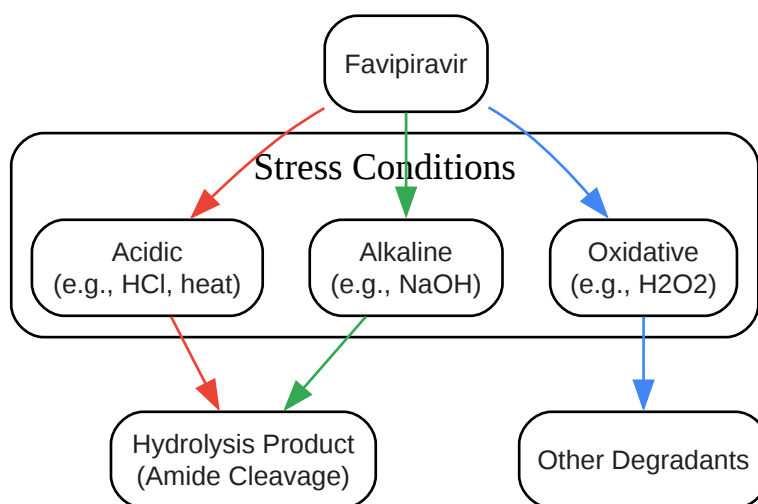 Favipiravir
Stress Conditions
Acidic
(e.g., HCl, heat)
Alkaline
(e.g., NaOH)
Oxidative
(e.g., H2O2)
Hydrolysis Product
(Amide Cleavage)
Other Degradants